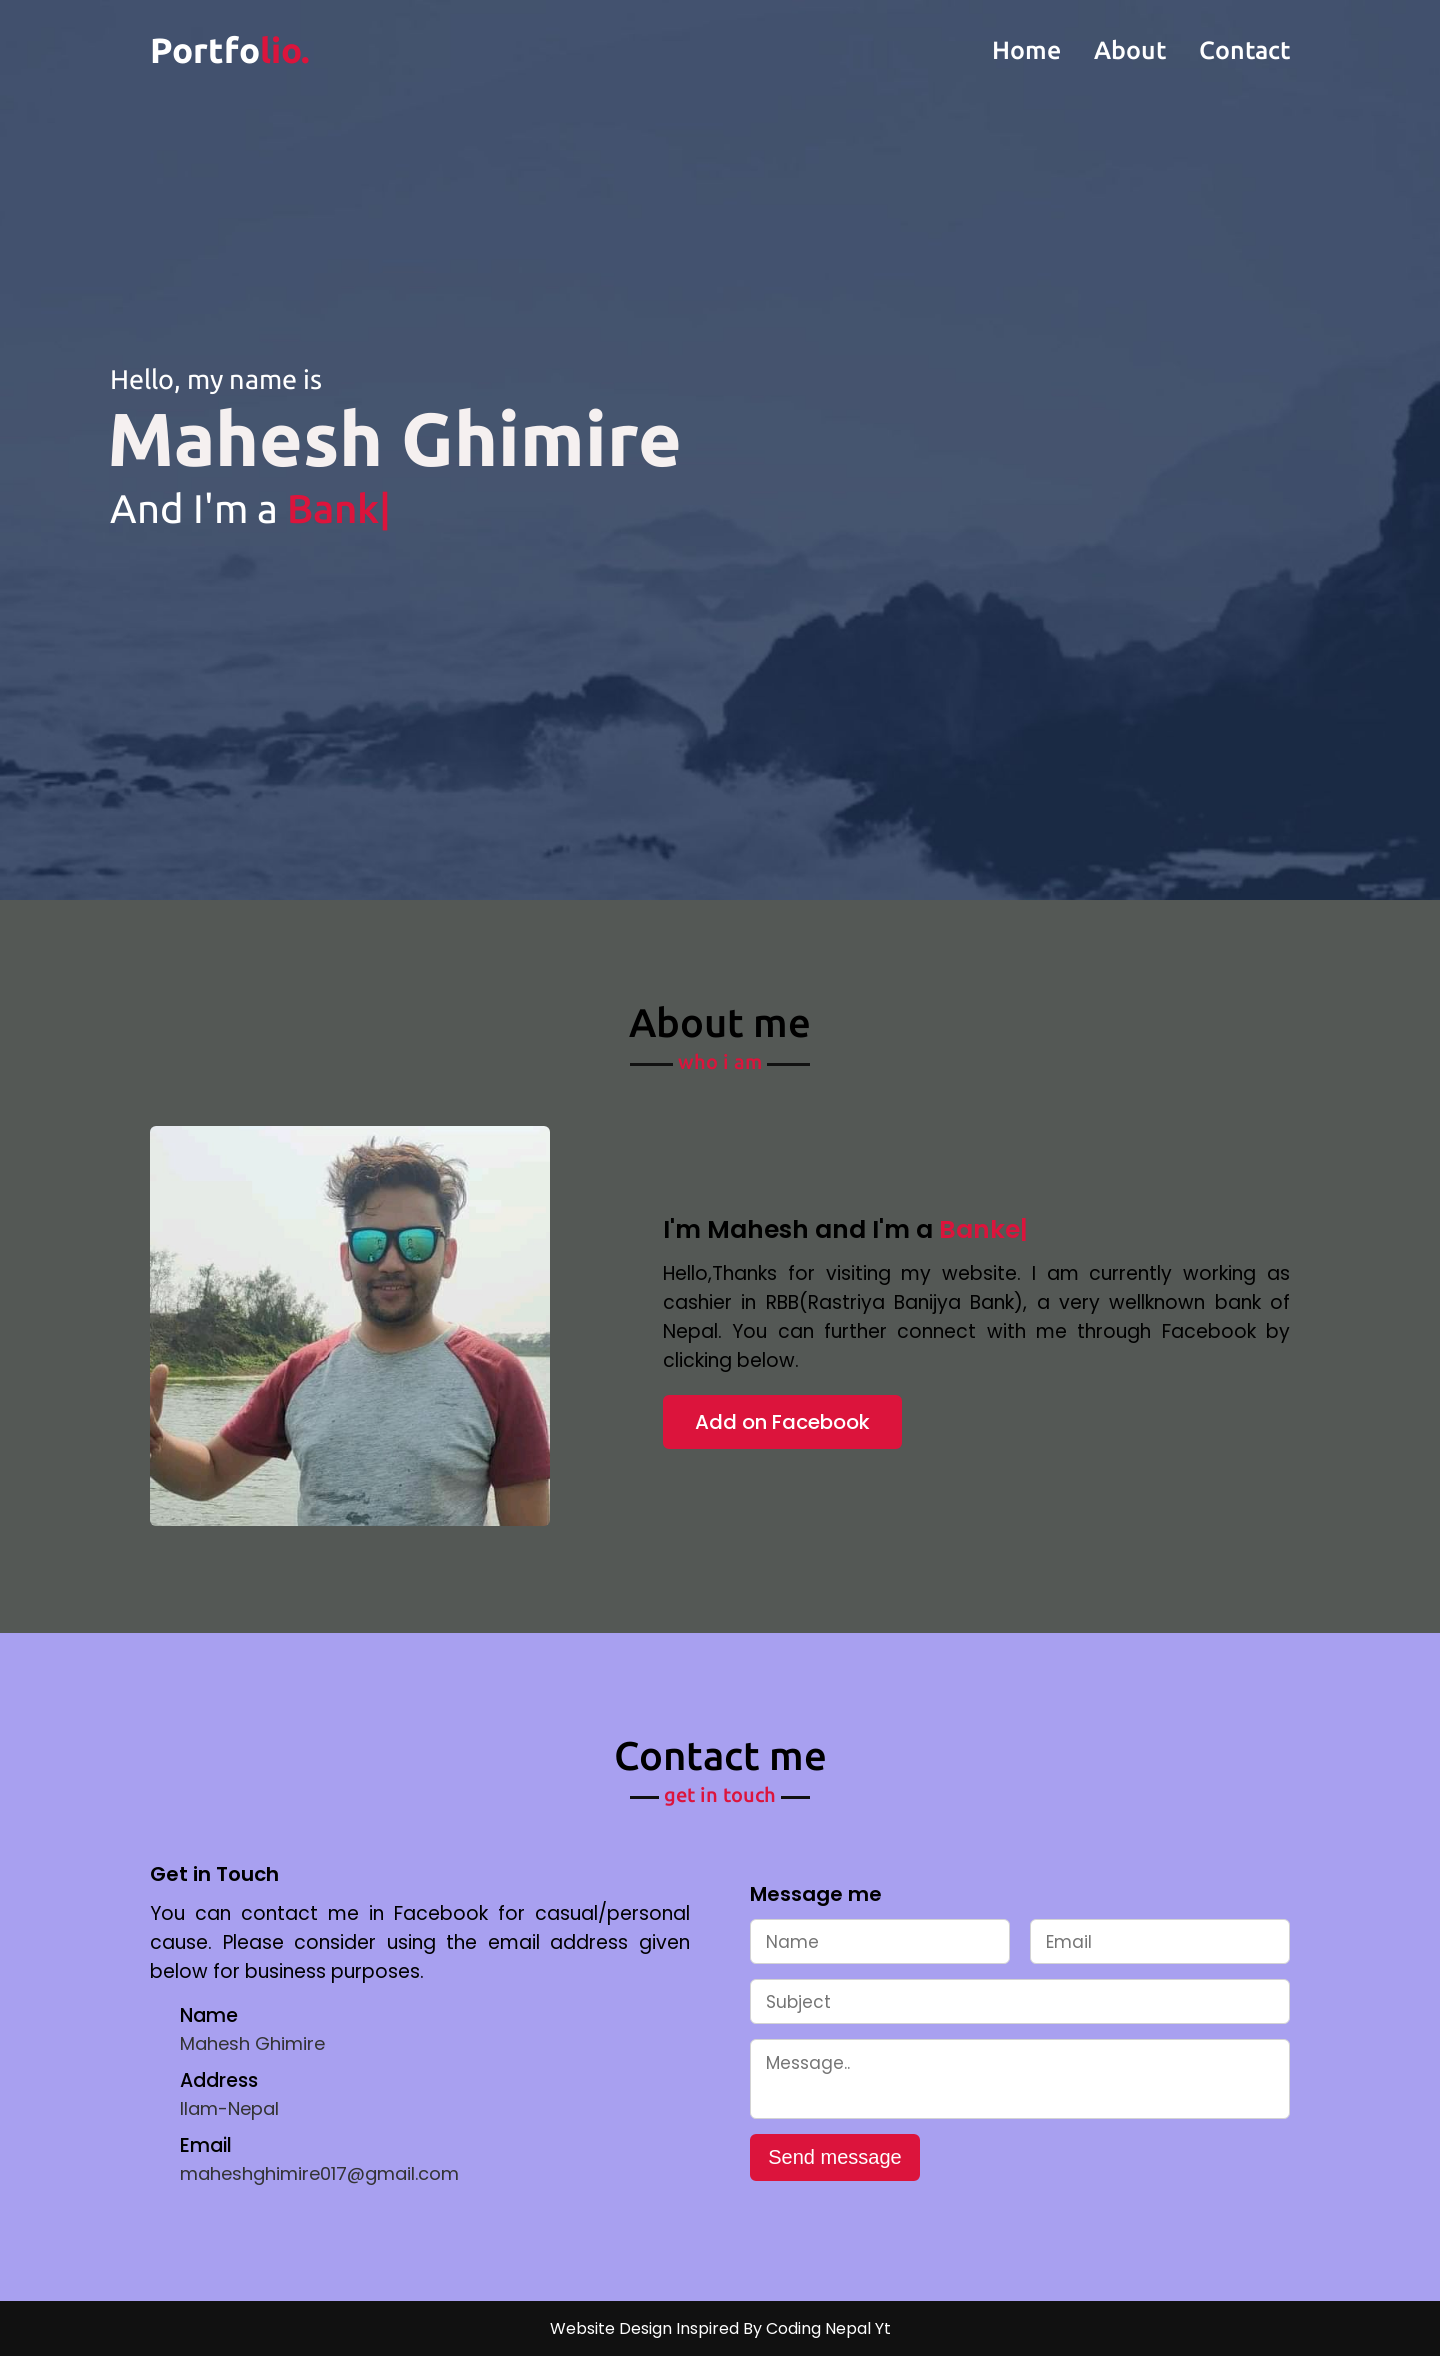 Portfolio.
Home About Contact
Hello, my name is
Mahesh Ghimire
And I'm a Bank|
About me
who i am
I'm Mahesh and I'm a Banke|
Hello,Thanks for visiting my website. I am currently working as
cashier in RBB(Rastriya Banijya Bank), a very wellknown bank of
Nepal. You can further connect with me through Facebook by
clicking below.
Add on Facebook
Contact me
get in touch
Get in Touch
You can contact me in Facebook for casual/personal
cause. Please consider using the email address given
below for business purposes.
Name
Mahesh Ghimire
Address
Ilam-Nepal
Email
maheshghimire017@gmail.com
Message me
Name Email
Subject
Message..
Send message
Website Design Inspired By Coding Nepal Yt